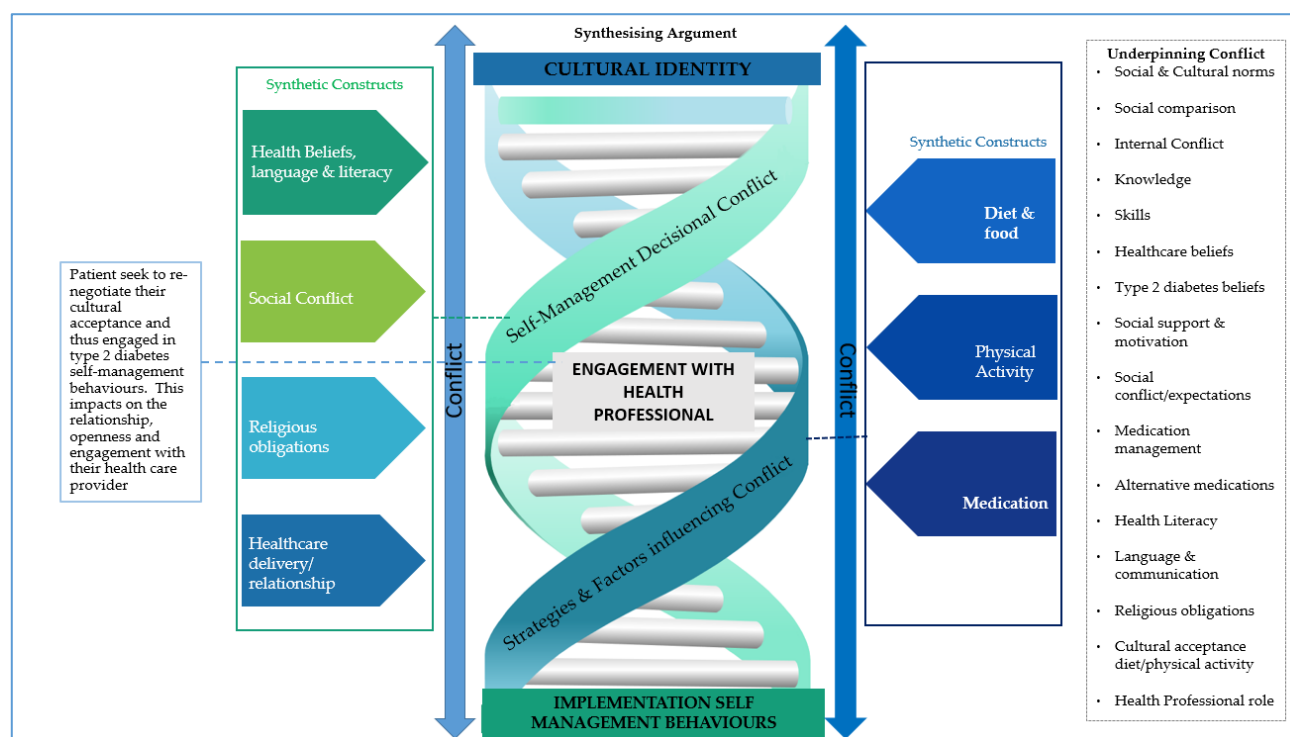 Synthesising Argument
CULTURAL IDENTITY
Synthetic Constructs
Health Beliefs,
language & literacy
Social Conflict
Religious
obligations
Healthcare
delivery/
relationship
Patient seek to re-
negotiate their
cultural
acceptance and
thus engaged in
type 2 diabetes
self-management
behaviours. This
impacts on the
relationship,
openness and
engagement with
their health care
provider
Conflict
Self-Management Decisional Conflict
ENGAGEMENT WITH
HEALTH
PROFESSIONAL
Strategies & Factors influencing Conflict
IMPLEMENTATION SELF
MANAGEMENT BEHAVIOURS
Conflict
Synthetic Constructs
Diet &
food
Physical
Activity
Medication
Underpinning Conflict
• Social & Cultural norms
• Social comparison
• Internal Conflict
• Knowledge
• Skills
• Healthcare beliefs
• Type 2 diabetes beliefs
• Social support &
motivation
• Social
conflict/expectations
• Medication
management
• Alternative medications
• Health Literacy
• Language &
communication
• Religious obligations
• Cultural acceptance
diet/physical activity
• Health Professional role